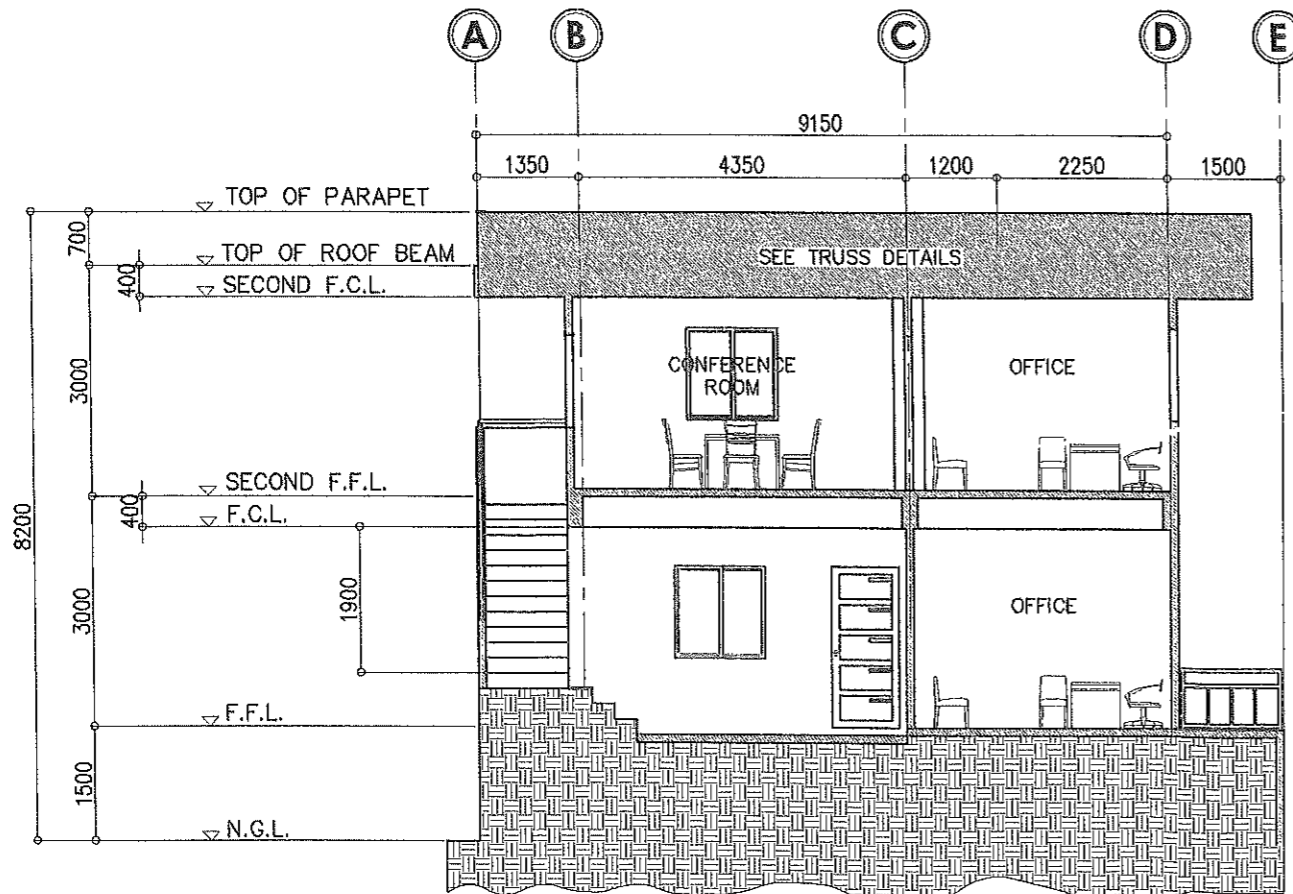 A B C D E
9150
1350 4350 1200 2250 1500
TOP OF PARAPET
700
TOP OF ROOF BEAM
SEE TRUSS DETAILS
400
SECOND F.C.L.
3000
CONFERENCE
ROOM
OFFICE
SECOND F.F.L.
400
F.C.L.
8200
3000
1900
OFFICE
F.F.L.
1500
N.G.L.